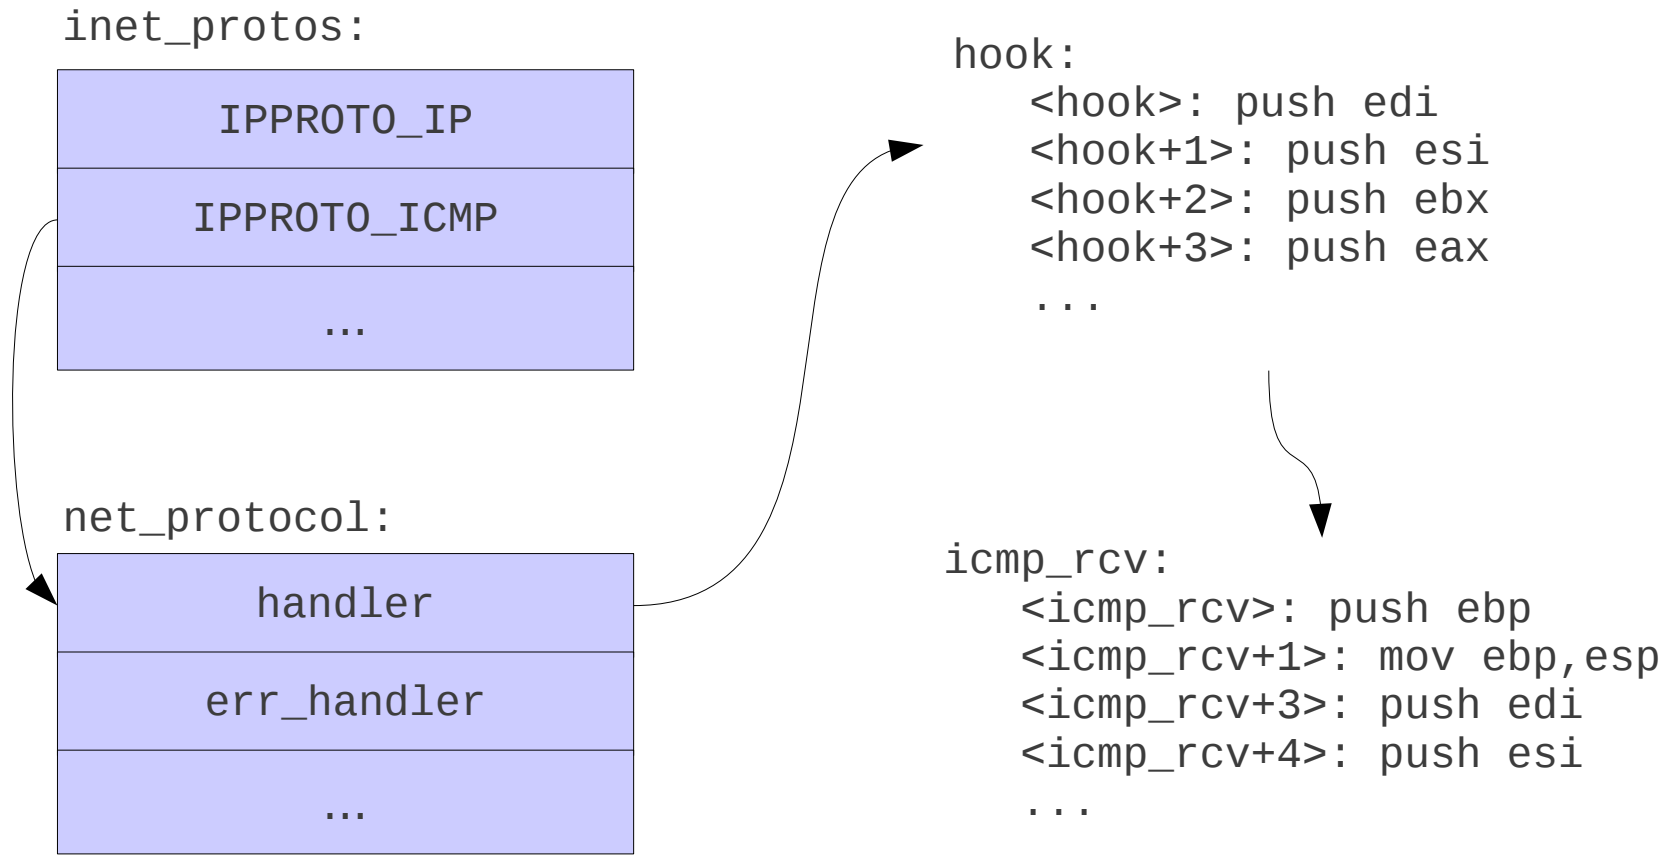 inet_protos:
IPPROTO_IP
IPPROTO_ICMP
...
net_protocol:
handler
err_handler
...
hook:
<hook>: push edi
<hook+1>: push esi
<hook+2>: push ebx
<hook+3>: push eax
...
icmp_rcv:
<icmp_rcv>: push ebp
<icmp_rcv+1>: mov ebp,esp
<icmp_rcv+3>: push edi
<icmp_rcv+4>: push esi
...